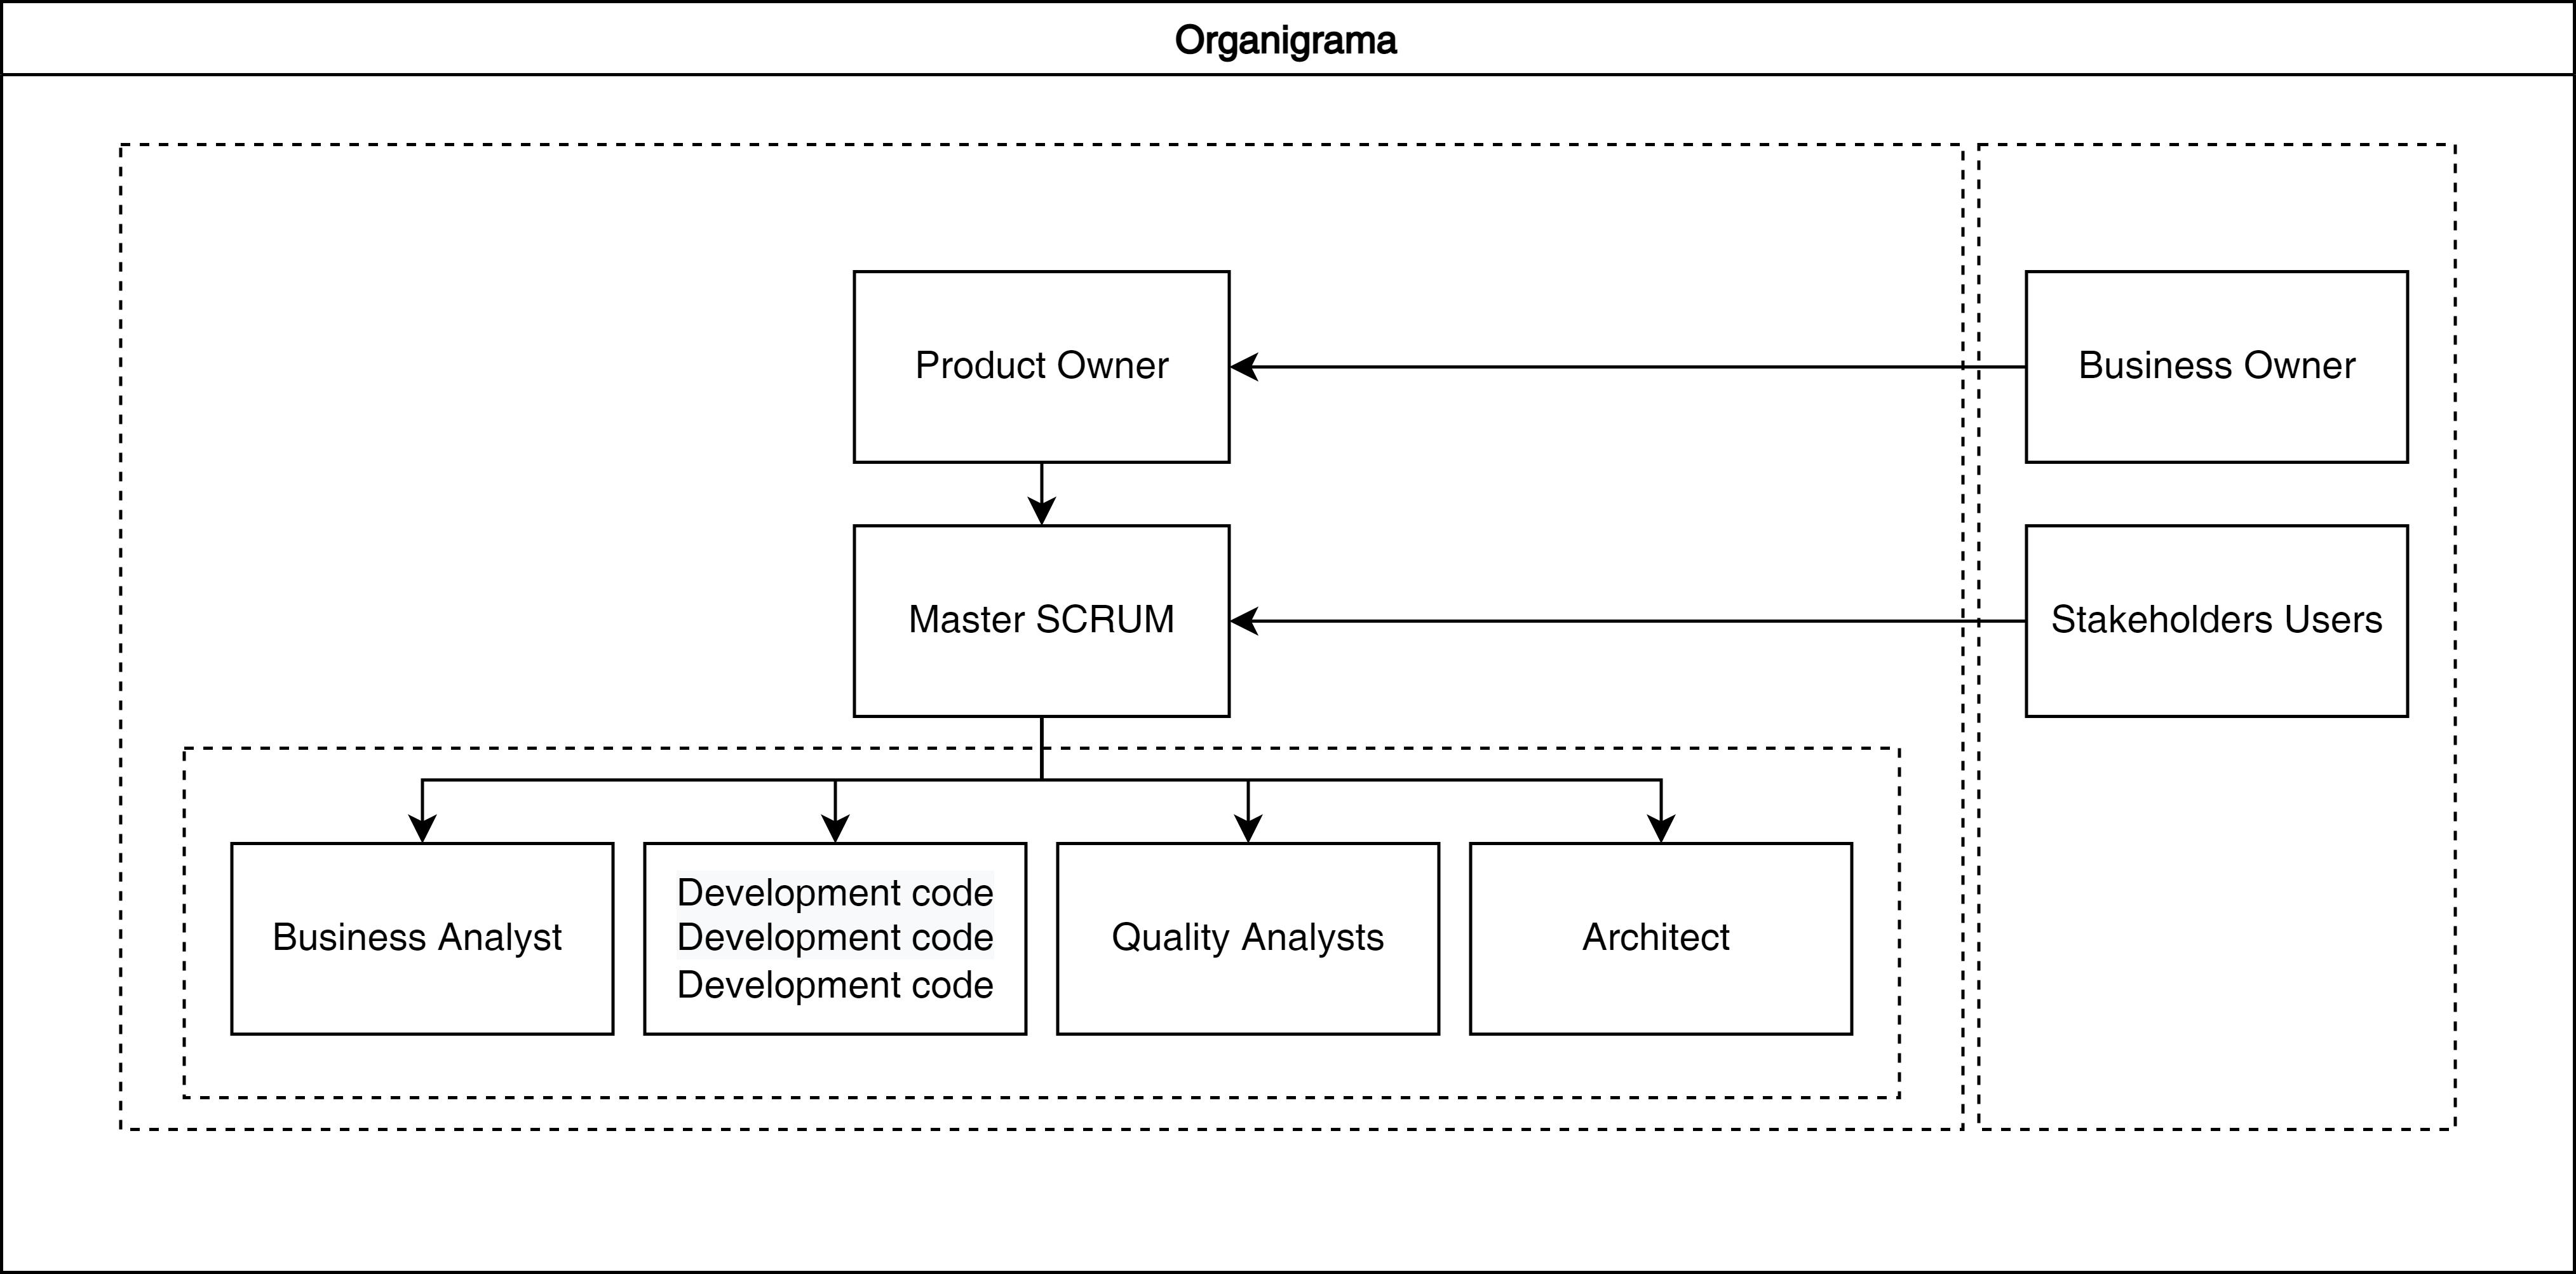 Organigrama
Product Owner
Business Owner
Master SCRUM
Stakeholders Users
Business Analyst
Development code
Development code
Development code
Quality Analysts
Architect